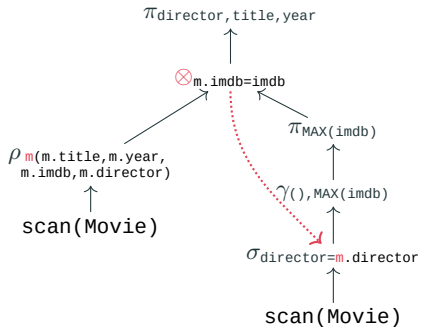 π director,title,year
⊗ m.imdb=imdb
ρ m(m.title,m.year,
m.imdb,m.director)
π MAX(imdb)
scan(Movie)
γ (),MAX(imdb)
σ director=m.director
scan(Movie)